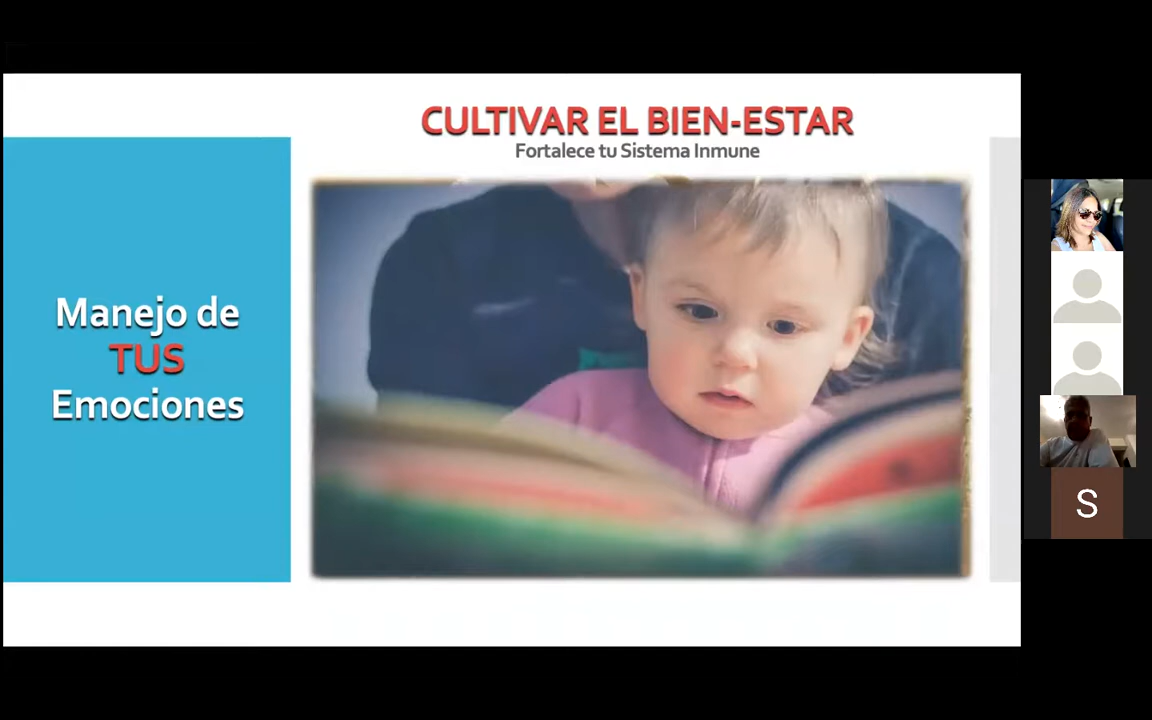 CULTIVAR EL BIEN-ESTAR
Fortalece tu Sistema Inmune
Manejo de
TUS
Emociones
S